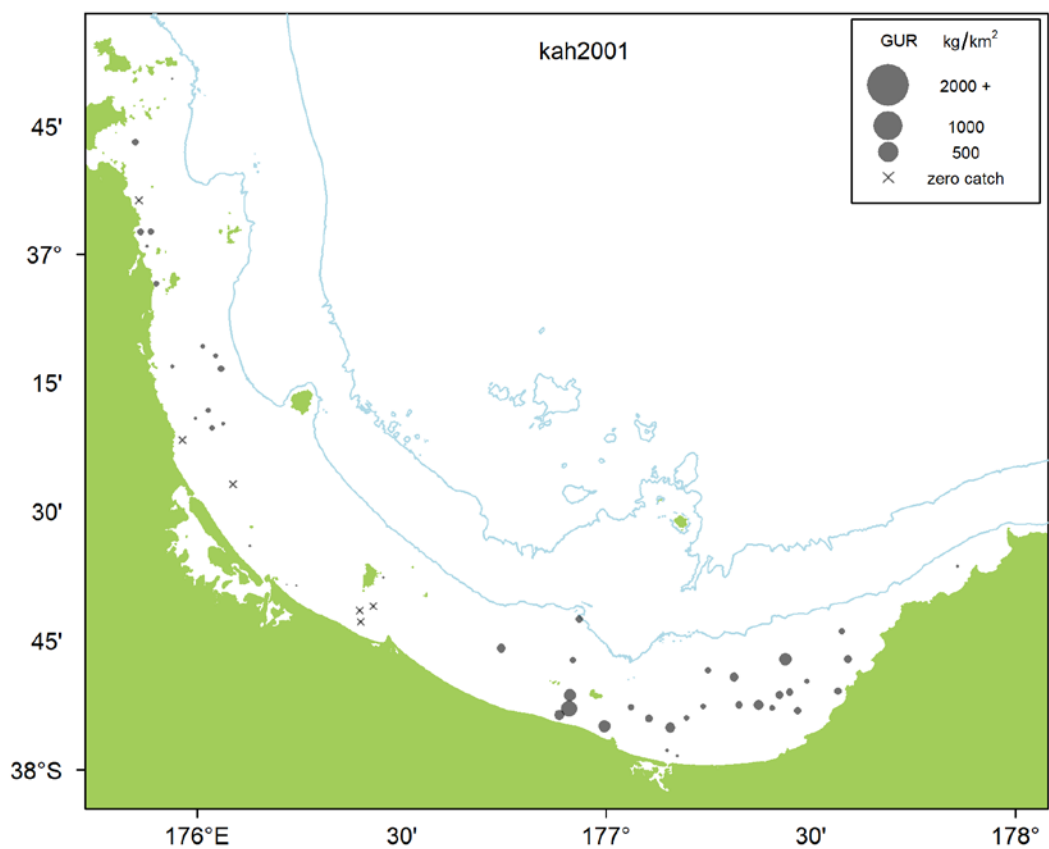 kah2001
GUR kg/km²
2000 +
1000
500
zero catch
45'
37°
15'
30'
45'
38°S
176°E 30' 177° 30' 178°